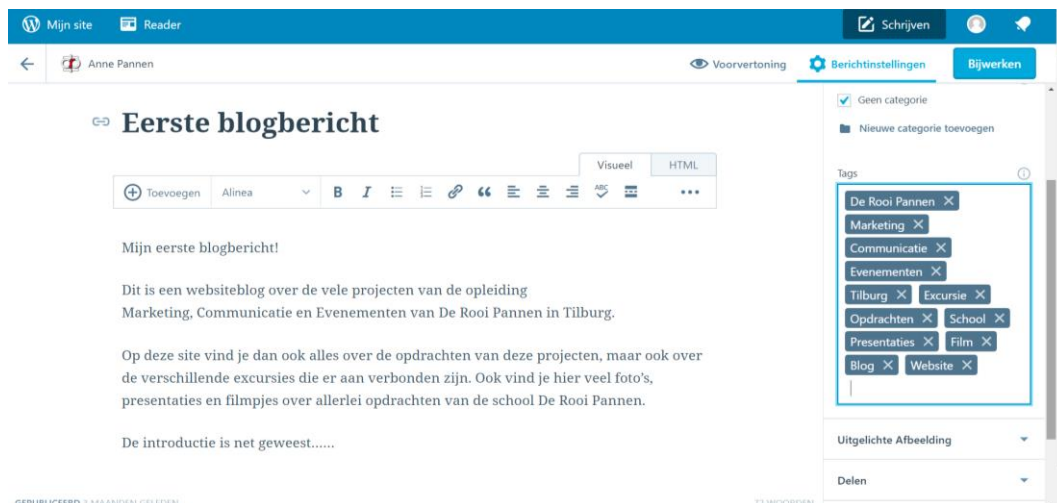 Mijn site Reader Schrijven
Anne Pannen Voorvertoning Berichtinstellingen Bijwerken
Geen categorie
Nieuwe categorie toevoegen
Eerste blogbericht
Visueel HTML
Toevoegen Alinea B I ABC
Mijn eerste blogbericht!
Dit is een websiteblog over de vele projecten van de opleiding
Marketing, Communicatie en Evenementen van De Rooi Pannen in Tilburg.
Op deze site vind je dan ook alles over de opdrachten van deze projecten, maar ook over
de verschillende excursies die er aan verbonden zijn. Ook vind je hier veel foto's,
presentaties en filmpjes over allerlei opdrachten van de school De Rooi Pannen.
De introductie is net geweest......
Tags
De Rooi Pannen
Marketing
Communicatie
Evenementen
Tilburg Excursie
Opdrachten School
Presentaties Film
Blog Website
Uitgelichte Afbeelding
Delen